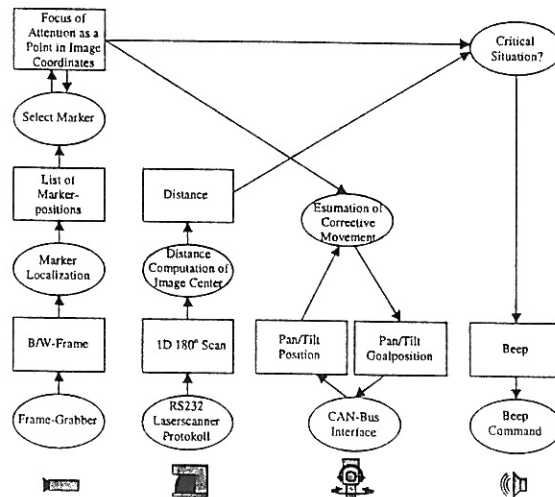 Focus of
Attention as a
Point in Image
Coordinates
Critical
Situation?
Select Marker
List of
Marker-
positions
Distance
Estimation of
Corrective
Movement
Marker
Localization
Distance
Computation of
Image Center
B/W-Frame
1D 180° Scan
Pan/Tilt
Position
Pan/Tilt
Goalposition
Beep
Frame-Grabber
RS232
Laserscanner
Protokoll
CAN-Bus
Interface
Beep
Command